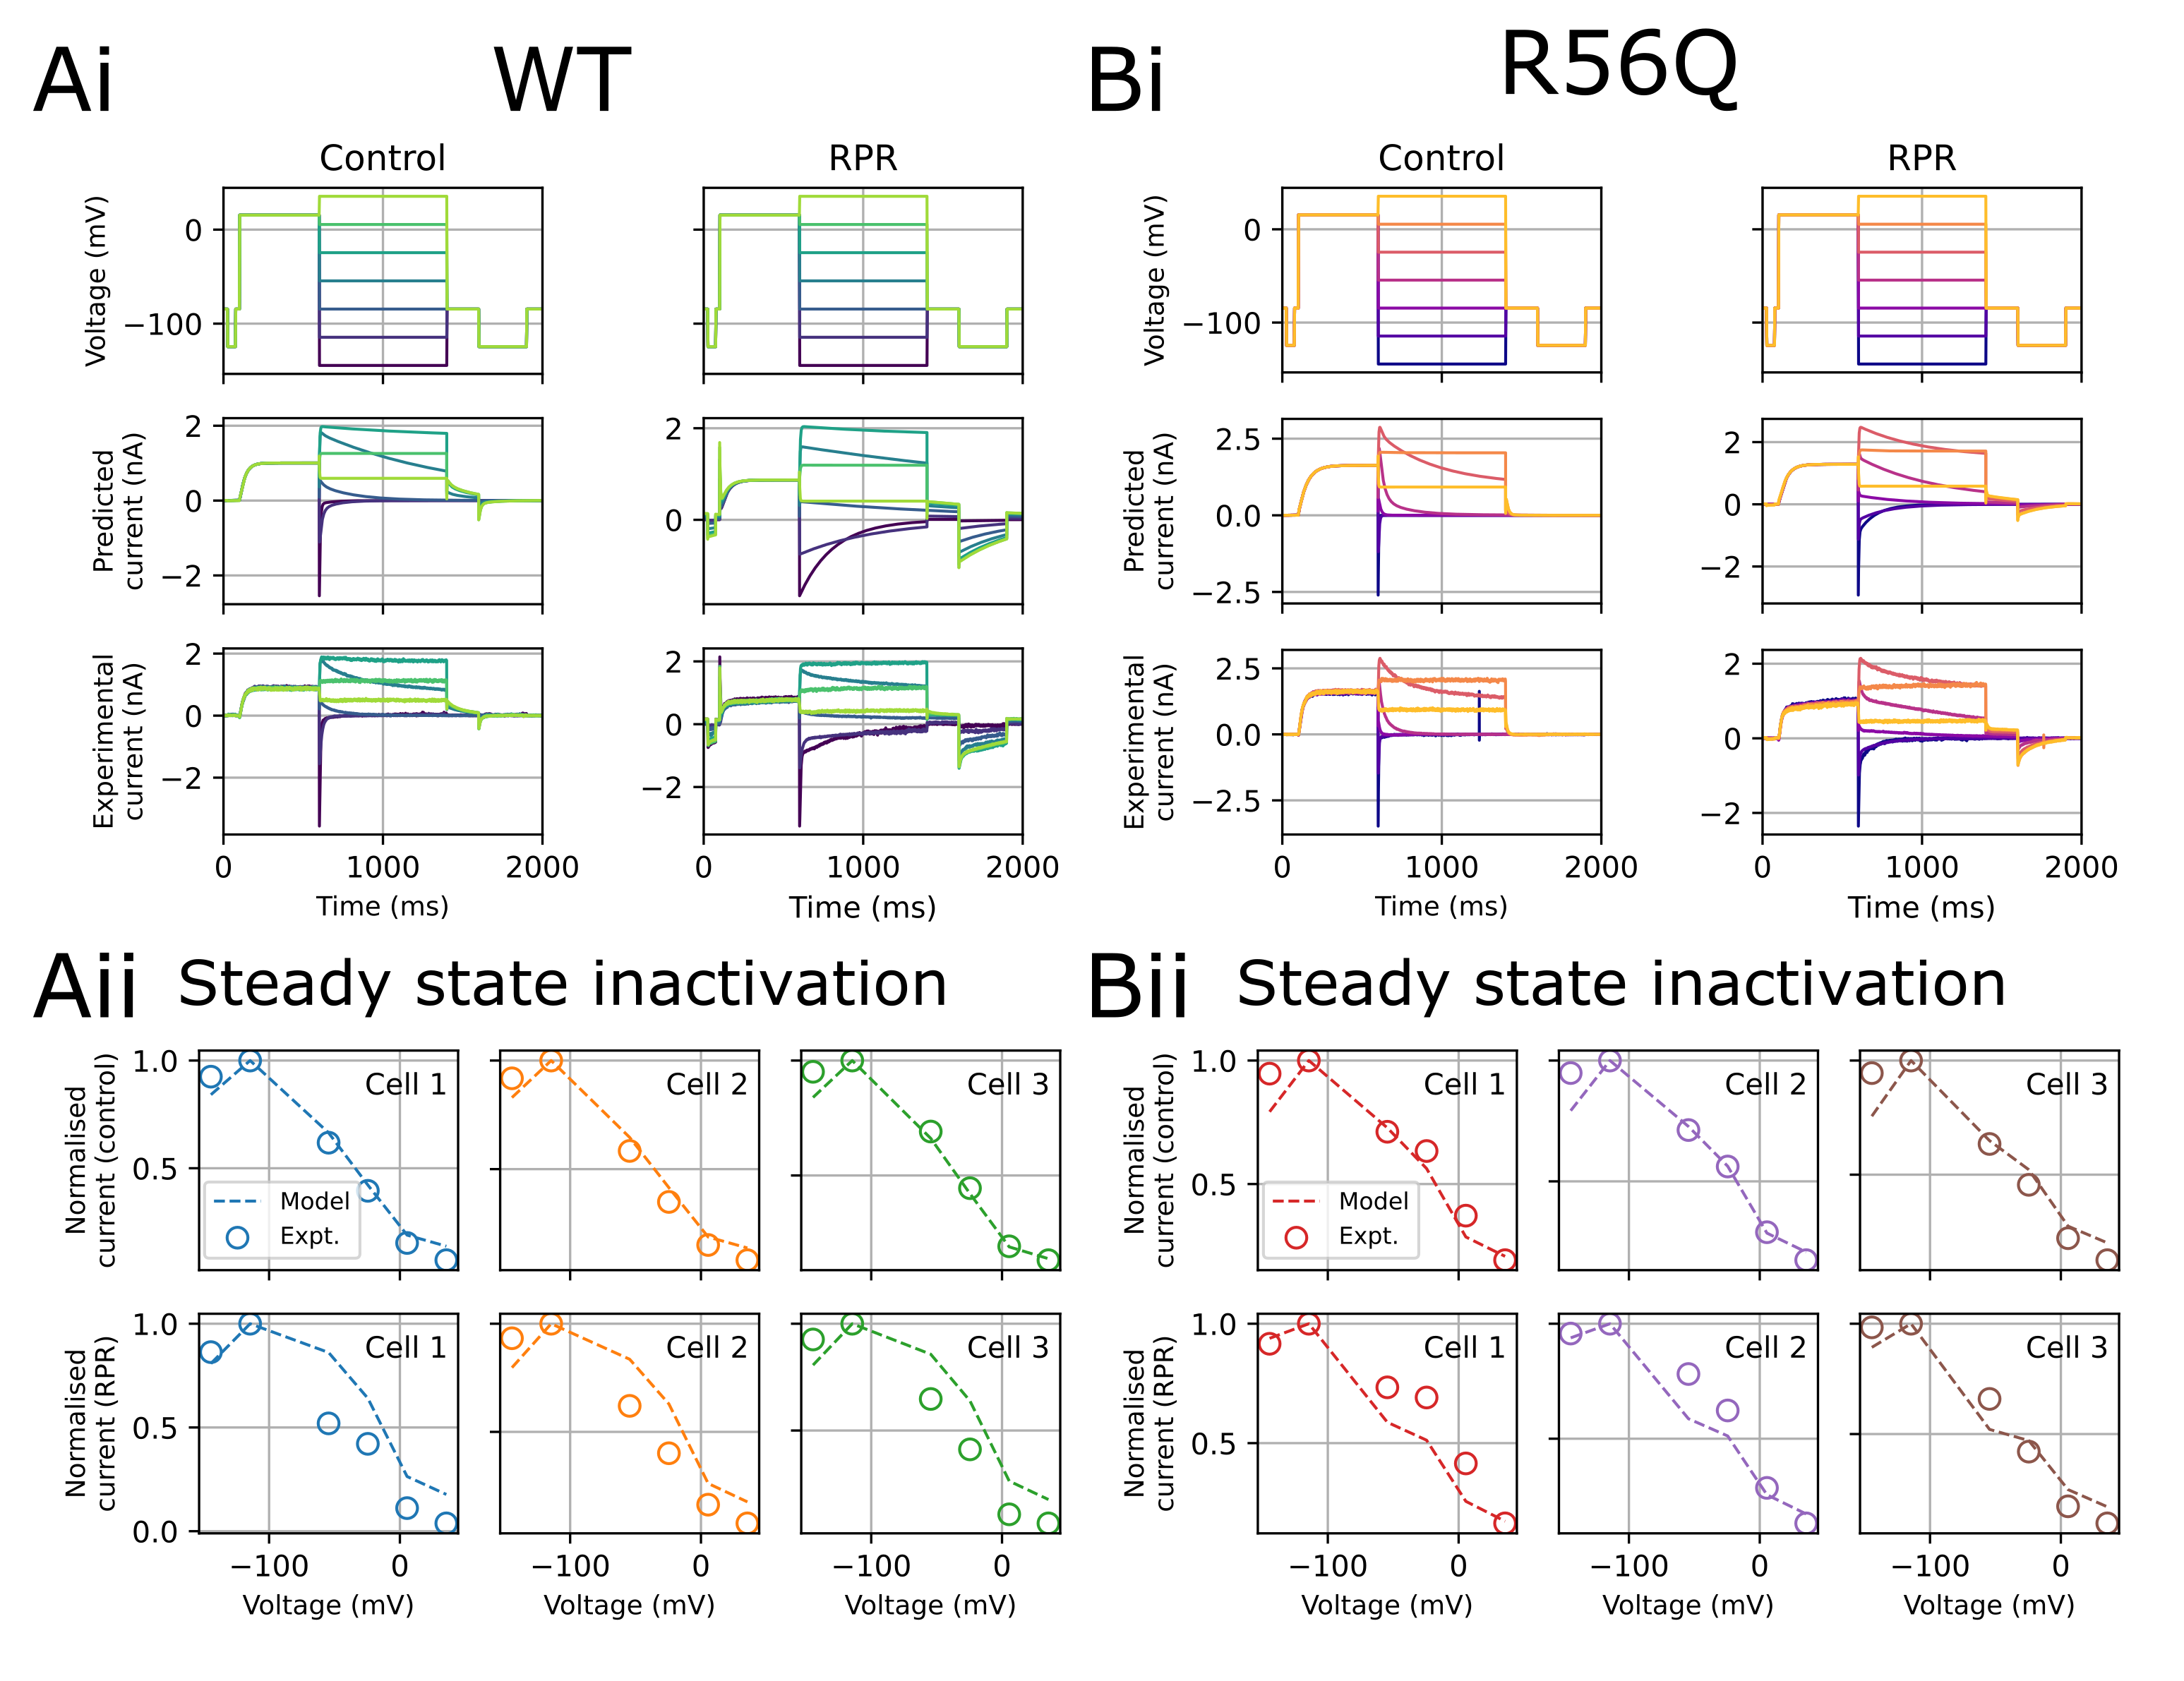 Ai
WT
Bi
R56Q
Control
RPR
Control
RPR
Voltage (mV)
0
−100
Voltage (mV)
0
−100
Predicted
current (nA)
2
0
−2
2
0
Predicted
current (nA)
2.5
0.0
−2.5
2
0
−2
Experimental
current (nA)
2
0
−2
2
0
−2
Experimental
current (nA)
2.5
0.0
−2.5
2
0
−2
0 1000 2000
0 1000 2000
0 1000 2000
0 1000 2000
Time (ms)
Time (ms)
Time (ms)
Time (ms)
Aii Steady state inactivation
Bii Steady state inactivation
Normalised
current (control)
1.0
0.5
Cell 1
Model
Expt.
Cell 2
Cell 3
Normalised
current (control)
1.0
0.5
Cell 1
Model
Expt.
Cell 2
Cell 3
Normalised
current (RPR)
1.0
0.5
0.0
Cell 1
Cell 2
Cell 3
Normalised
current (RPR)
1.0
0.5
Cell 1
Cell 2
Cell 3
−100 0
−100 0
−100 0
−100 0
−100 0
−100 0
Voltage (mV)
Voltage (mV)
Voltage (mV)
Voltage (mV)
Voltage (mV)
Voltage (mV)